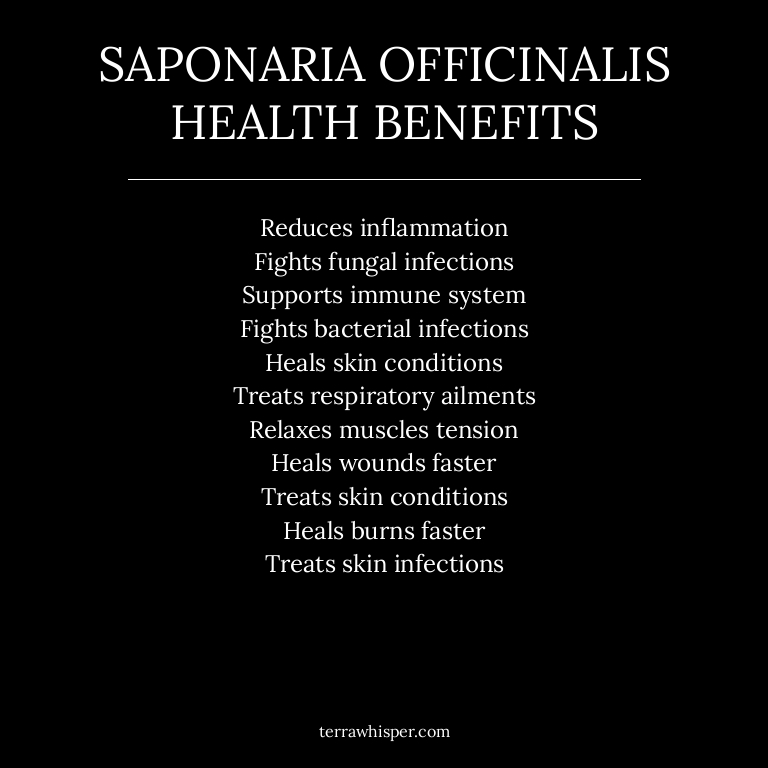 SAPONARIA OFFICINALIS
HEALTH BENEFITS
Reduces inflammation
Fights fungal infections
Supports immune system
Fights bacterial infections
Heals skin conditions
Treats respiratory ailments
Relaxes muscles tension
Heals wounds faster
Treats skin conditions
Heals burns faster
Treats skin infections
terrawhisper.com